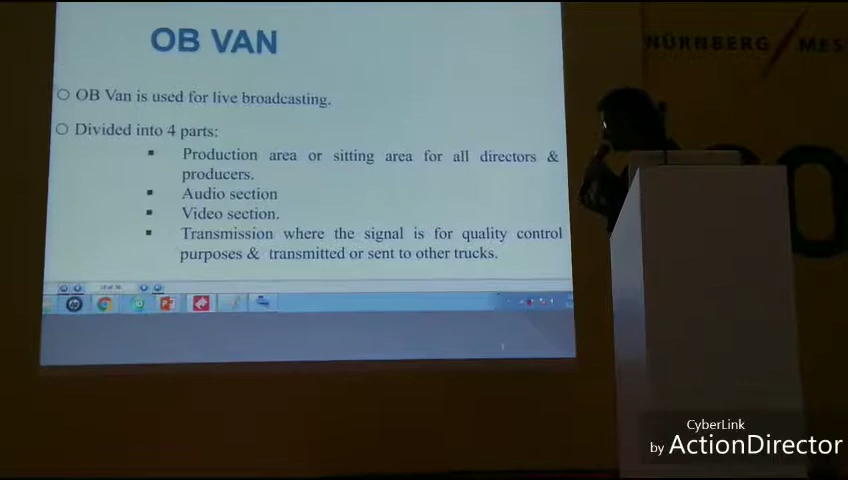 OB VAN
OB Van is used for live broadcasting.
Divided into 4 parts:
Production area or sitting area for all directors &
producers.
Audio section
Video section.
Transmission where the signal is for quality control
purposes & transmitted or sent to other trucks.
NÜRNBERG MES
CyberLink
by ActionDirector